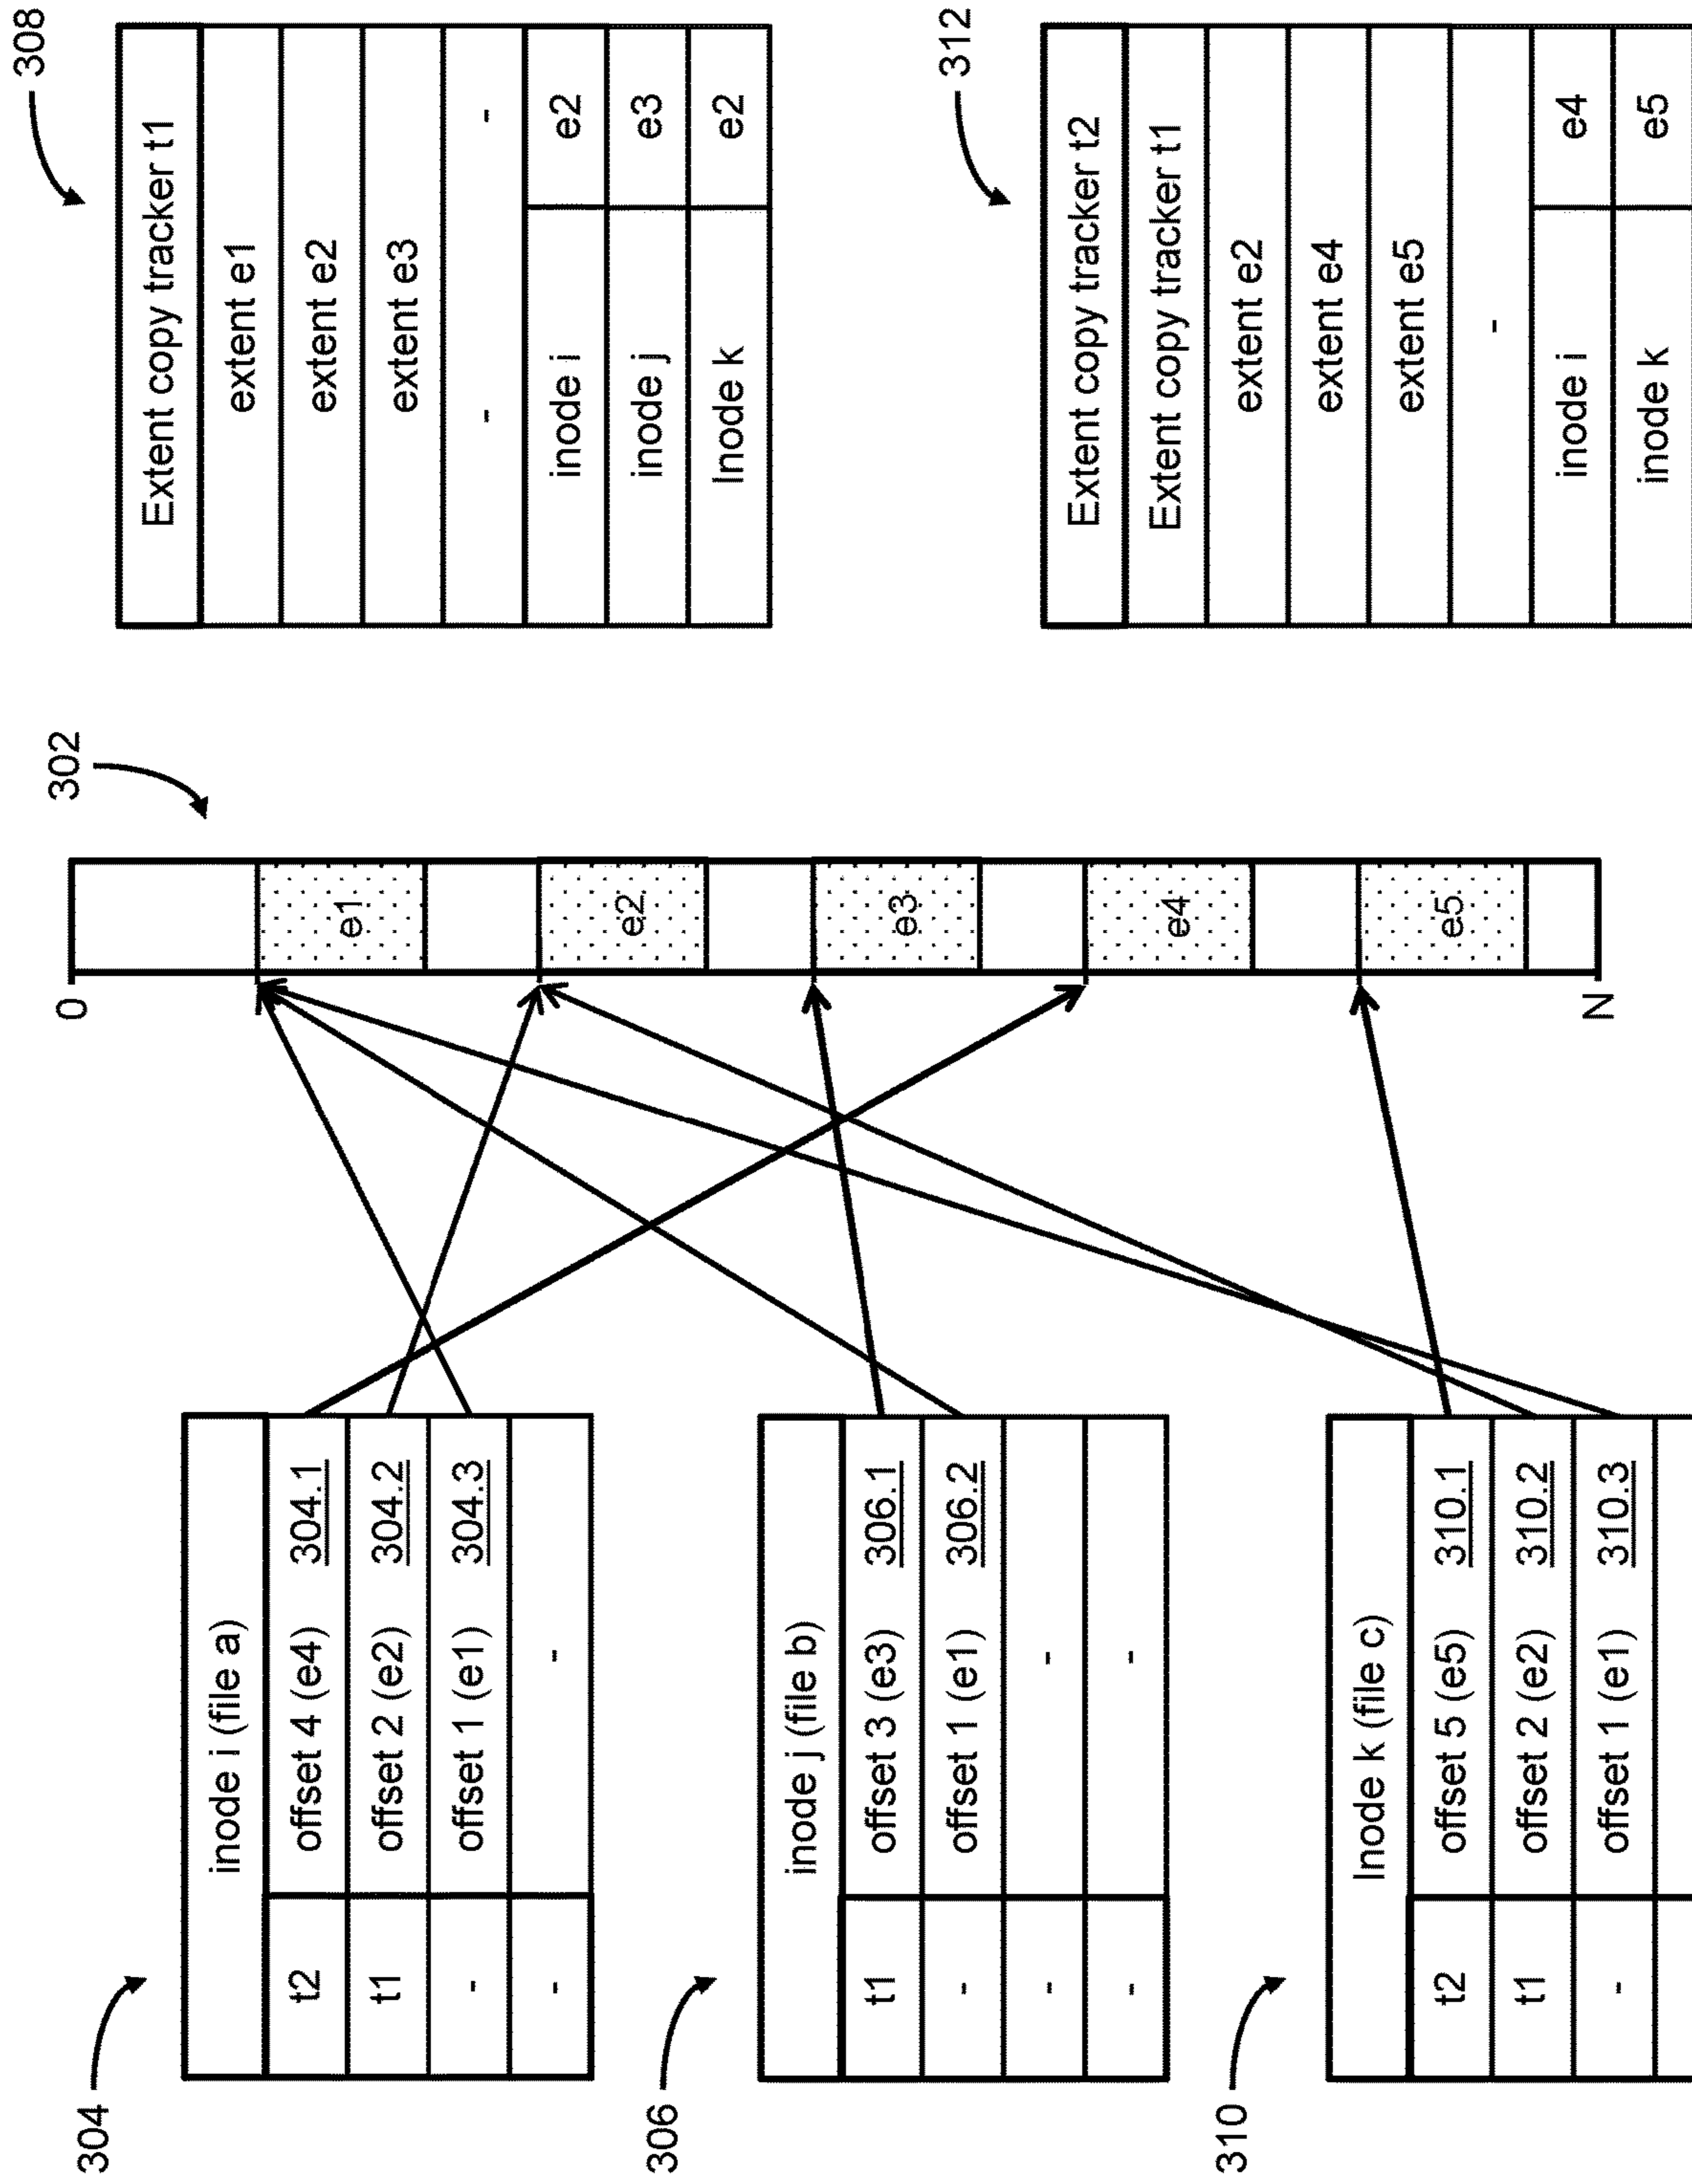 304
inode i (file a)
t2 offset 4 (e4) 304.1
t1 offset 2 (e2) 304.2
- offset 1 (e1) 304.3
- -
306
inode j (file b)
t1 offset 3 (e3) 306.1
- offset 1 (e1) 306.2
- -
- -
310
Inode k (file c)
t2 offset 5 (e5) 310.1
t1 offset 2 (e2) 310.2
- offset 1 (e1) 310.3
302
0
e1
e2
e3
e4
e5
N
308
Extent copy tracker t1
extent e1
extent e2
extent e3
- -
inode i e2
inode j e3
Inode k e2
312
Extent copy tracker t2
Extent copy tracker t1
extent e2
extent e4
extent e5
-
inode i e4
inode k e5